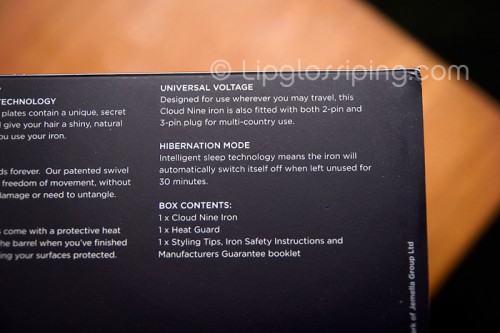 © Lipglossiping.com
TECHNOLOGY
plates contain a unique, secret
give your hair a shiny, natural
you use your iron.
forever. Our patented swivel
freedom of movement, without
damage or need to untangle.
come with a protective heat
the barrel when you've finished
your surfaces protected.
UNIVERSAL VOLTAGE
Designed for use wherever you may travel, this
Cloud Nine iron is also fitted with both 2-pin and
3-pin plug for multi-country use.
HIBERNATION MODE
Intelligent sleep technology means the iron will
automatically switch itself off when left unused for
30 minutes.
BOX CONTENTS:
1 x Cloud Nine Iron
1 x Heat Guard
1 x Styling Tips, Iron Safety Instructions and
Manufacturers Guarantee booklet
of Jemella Group Ltd